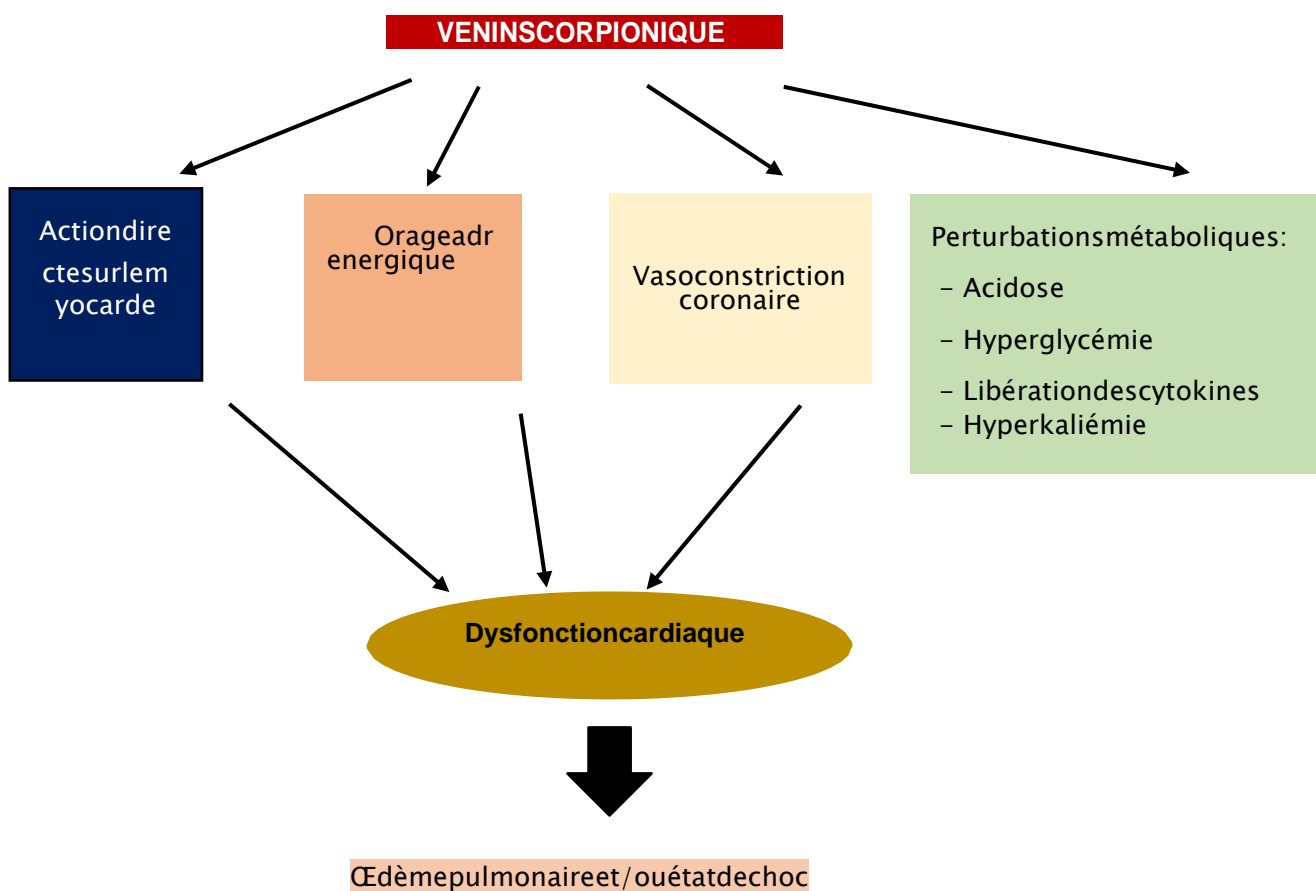 VENINSCORPIONIQUE
Actiondire
ctesurlem
yocarde
Orageadr
energique
Vasoconstriction
coronaire
Perturbationsmétaboliques:
– Acidose
– Hyperglycémie
– Libérationdescytokines
– Hyperkaliémie
Dysfonctioncardiaque
Œdèmepulmonaireet/ouétatdechoc